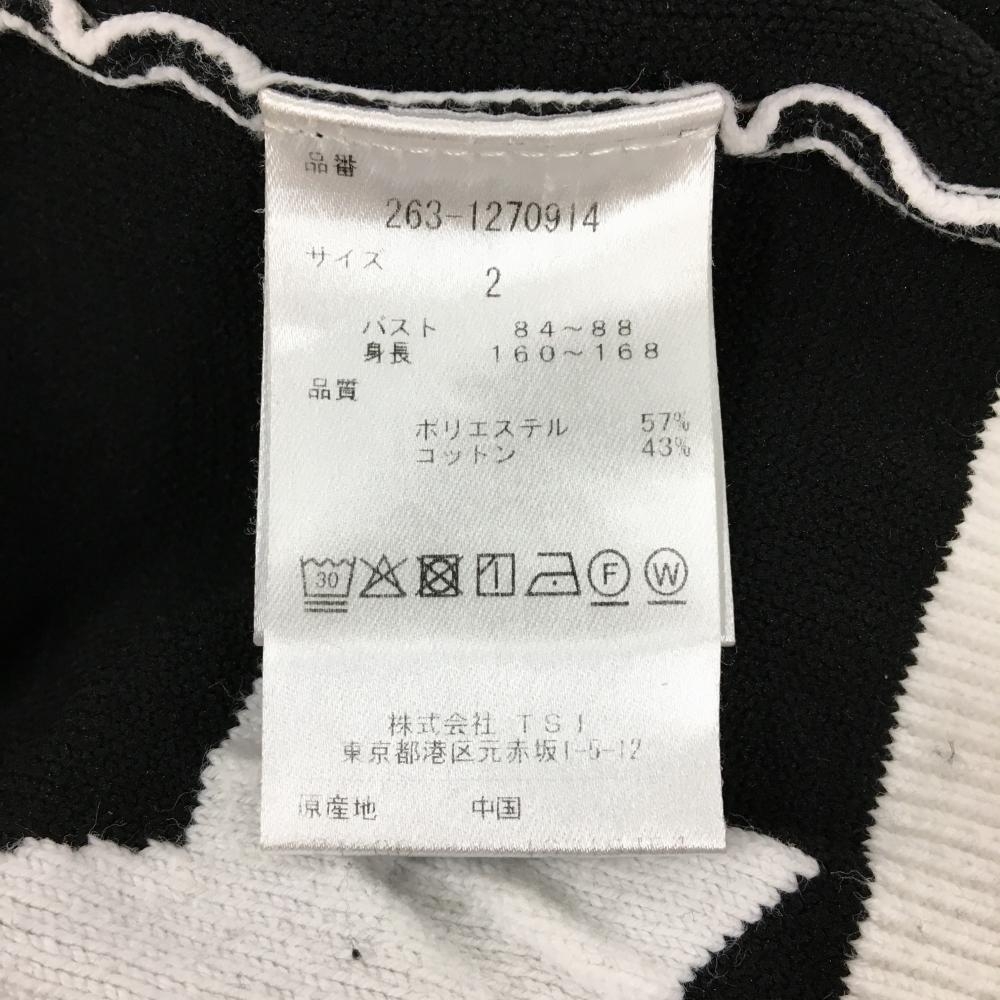 品番
263-1270914
サイズ
2
バスト 84～88
身長 160～168
品質
ポリエステル 57%
コットン 43%
30 F W
株式会社 TSI
東京都港区元赤坂1-5-12
原産地 中国